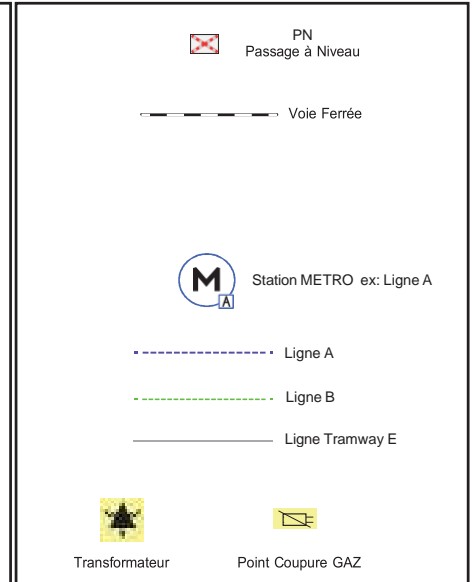 PN
Passage à Niveau
Voie Ferrée
M
A
Station METRO ex: Ligne A
Ligne A
Ligne B
Ligne Tramway E
Transformateur
Point Coupure GAZ